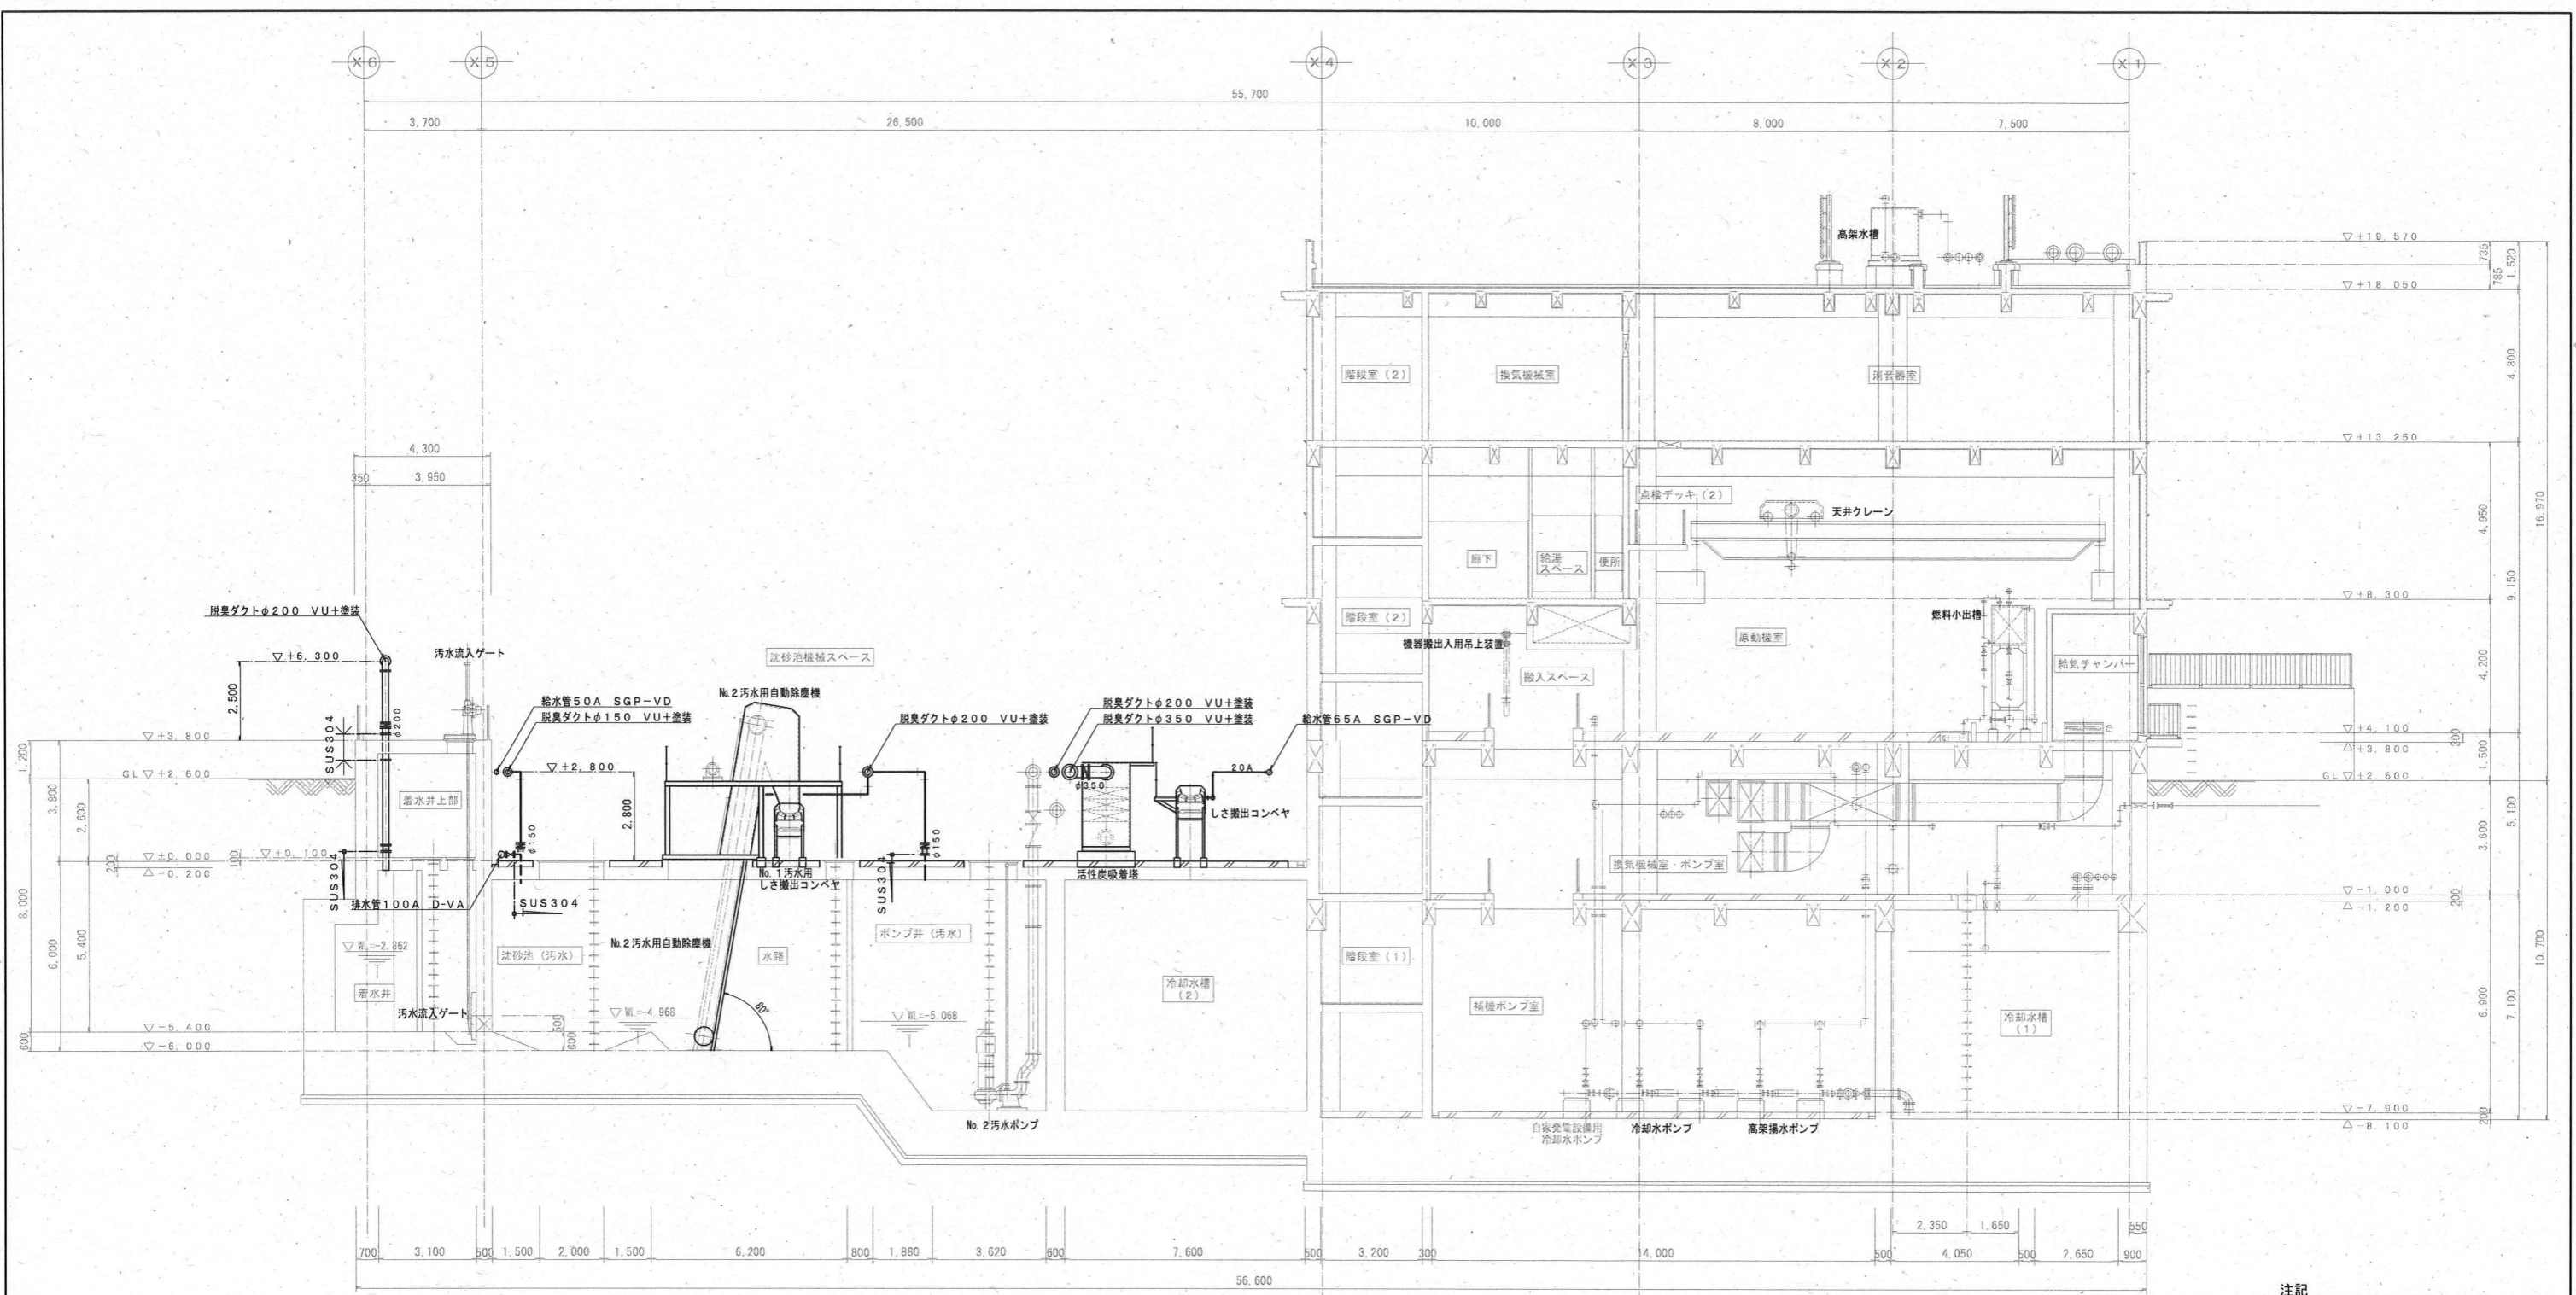 X6
X5
X4
X3
X2
X1
55,700
3,700
26,500
10,000
8,000
7,500
高架水槽
▽+19,570
735
785
1,520
▽+18,050
階段室(2)
換気機械室
消音器室
4,800
▽+13,250
4,300
350
3,950
点検デッキ(2)
天井クレーン
廊下
給湯
スペース
便所
4,950
16,970
9,150
▽+8,300
脱臭ダクトφ200 VU+塗装
▽+6,300
汚水流入ゲート
2,500
φ200
SUS304
沈砂池機械スペース
階段室(2)
機器搬出入用吊上装置
搬入スペース
原動機室
燃料小出槽
給気チャンバー
4,200
給水管50A SGP-VD
脱臭ダクトφ150 VU+塗装
No.2汚水用自動除塵機
脱臭ダクトφ200 VU+塗装
脱臭ダクトφ200 VU+塗装
脱臭ダクトφ350 VU+塗装
給水管65A SGP-VD
▽+3,800
▽+4,100
△+3,800
300
1,200
1,500
GL▽+2,600
▽+2,800
20A
φ350
GL▽+2,600
着水井上部
しさ搬出コンベヤ
3,800
2,600
2,800
φ150
φ150
5,100
3,600
▽±0,000
▽+0,100
△-0,200
200
100
SUS304
排水管100A D-VA
SUS304
No.1汚水用
しさ搬出コンベヤ
SUS304
活性炭吸着塔
換気機械室・ポンプ室
▽-1,000
△-1,200
200
8,000
6,000
5,400
▽WL=-2,862
着水井
沈砂池(汚水)
No.2汚水用自動除塵機
水路
ポンプ井(汚水)
冷却水槽
(2)
階段室(1)
補機ポンプ室
冷却水槽
(1)
10,700
6,900
7,100
汚水流入ゲート
▽WL=-4,968
80°
▽WL=-5,068
▽-5,400
▽-6,000
600
500
600
No.2汚水ポンプ
自家発電設備用
冷却水ポンプ
冷却水ポンプ
高架揚水ポンプ
▽-7,900
△-8,100
200
2,350
1,650
550
700
3,100
500
1,500
2,000
1,500
6,200
800
1,880
3,620
600
7,600
500
3,200
300
14,000
500
4,050
500
2,650
900
56,600
注記